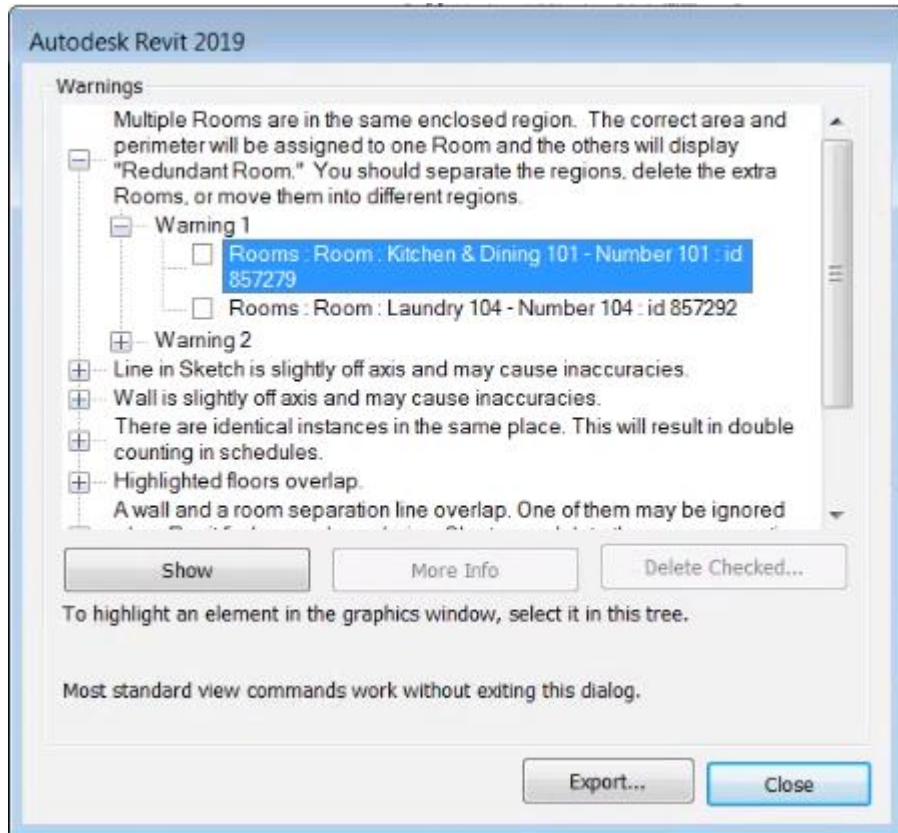 Autodesk Revit 2019
Warnings
Multiple Rooms are in the same enclosed region. The correct area and
perimeter will be assigned to one Room and the others will display
"Redundant Room." You should separate the regions, delete the extra
Rooms, or move them into different regions.
Warning 1
Rooms : Room : Kitchen & Dining 101 - Number 101 : id
857279
Rooms : Room : Laundry 104 - Number 104 : id 857292
Warning 2
Line in Sketch is slightly off axis and may cause inaccuracies.
Wall is slightly off axis and may cause inaccuracies.
There are identical instances in the same place. This will result in double
counting in schedules.
Highlighted floors overlap.
A wall and a room separation line overlap. One of them may be ignored
Show
More Info
Delete Checked...
To highlight an element in the graphics window, select it in this tree.
Most standard view commands work without exiting this dialog.
Export...
Close